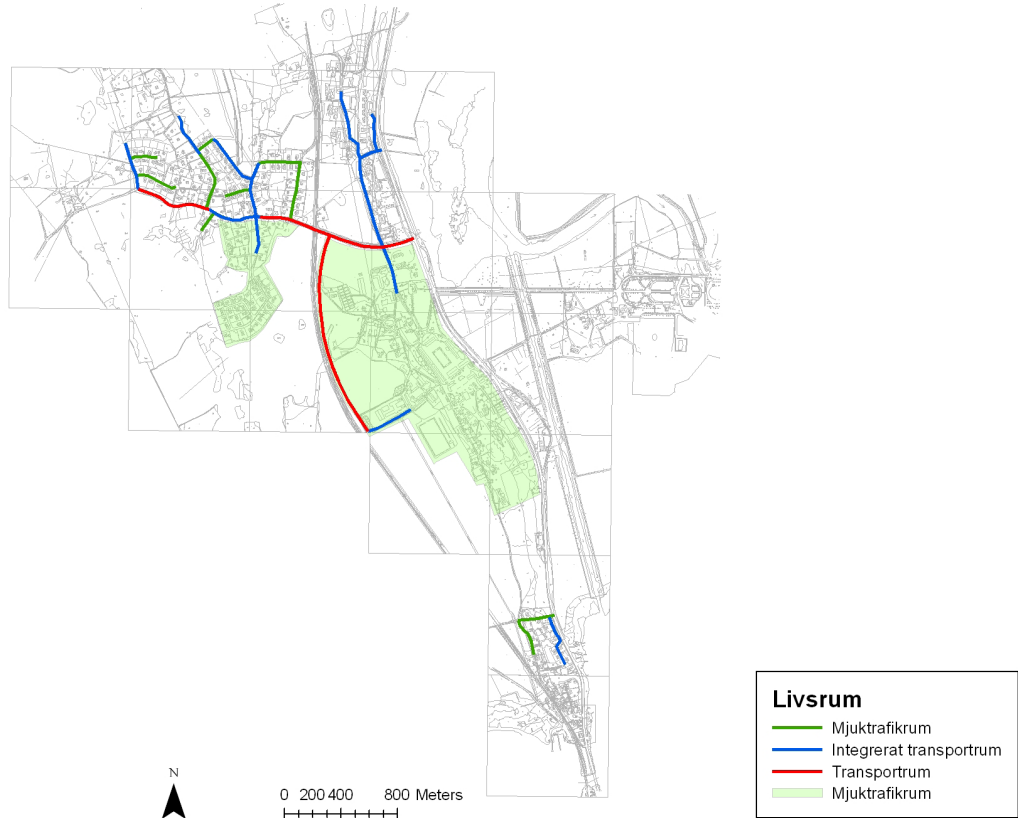 N
0 200 400 800 Meters
Livsrum
Mjuktrafikrum
Integrerat transportrum
Transportrum
Mjuktrafikrum